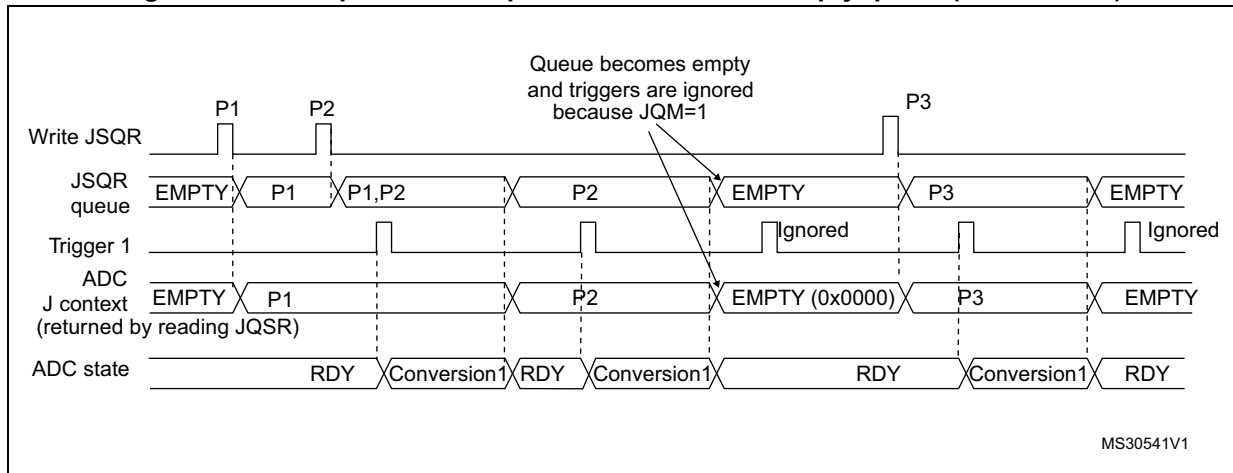 Queue becomes empty
and triggers are ignored
because JQM=1
P1 P2 P3
Write JSQR
JSQR
queue
EMPTY P1 P1,P2 P2 EMPTY P3 EMPTY
Trigger 1 Ignored Ignored
ADC
J context
(returned by reading JQSR)
EMPTY P1 P2 EMPTY (0x0000) P3 EMPTY
ADC state RDY Conversion1 RDY Conversion1 RDY Conversion1 RDY
MS30541V1